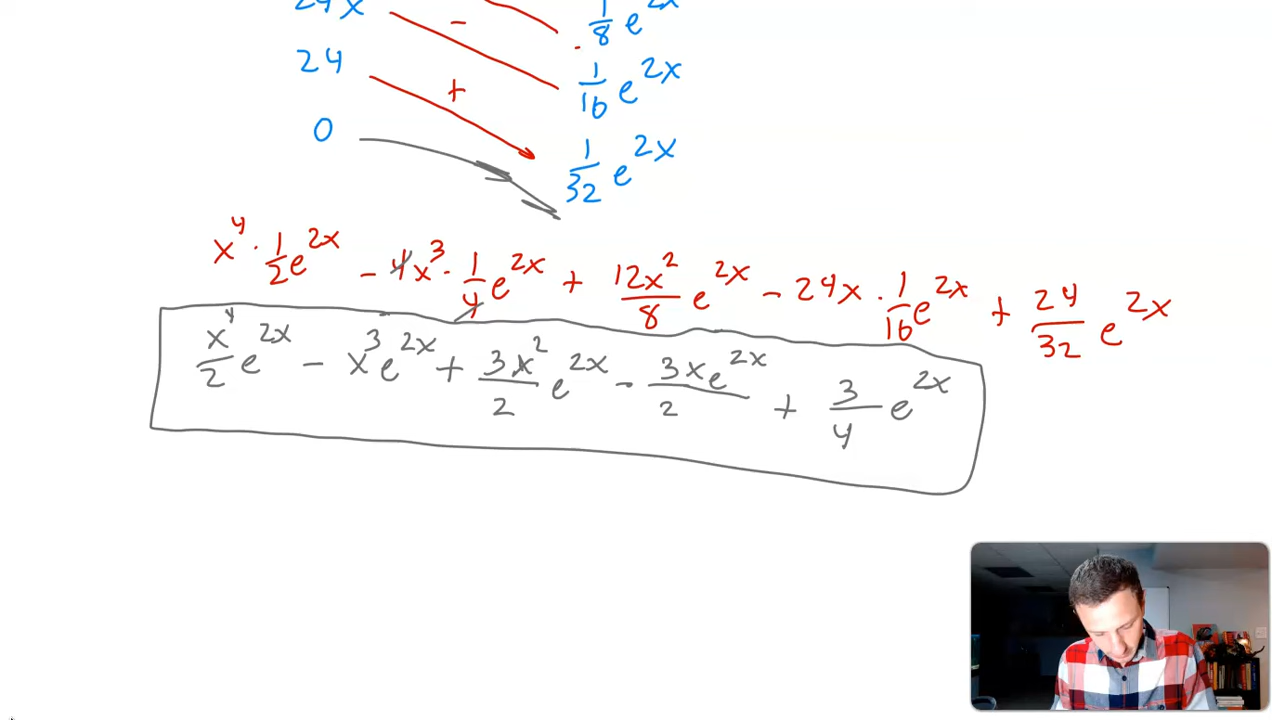 24x - 1/8 e^2x
24 + 1/16 e^2x
0 1/32 e^2x
x^4 · 1/2 e^2x - 4x^3 · 1/4 e^2x + 12x^2/8 e^2x - 24x · 1/16 e^2x + 24/32 e^2x
x^4/2 e^2x - x^3 e^2x + 3x^2/2 e^2x - 3xe^2x/2 + 3/4 e^2x